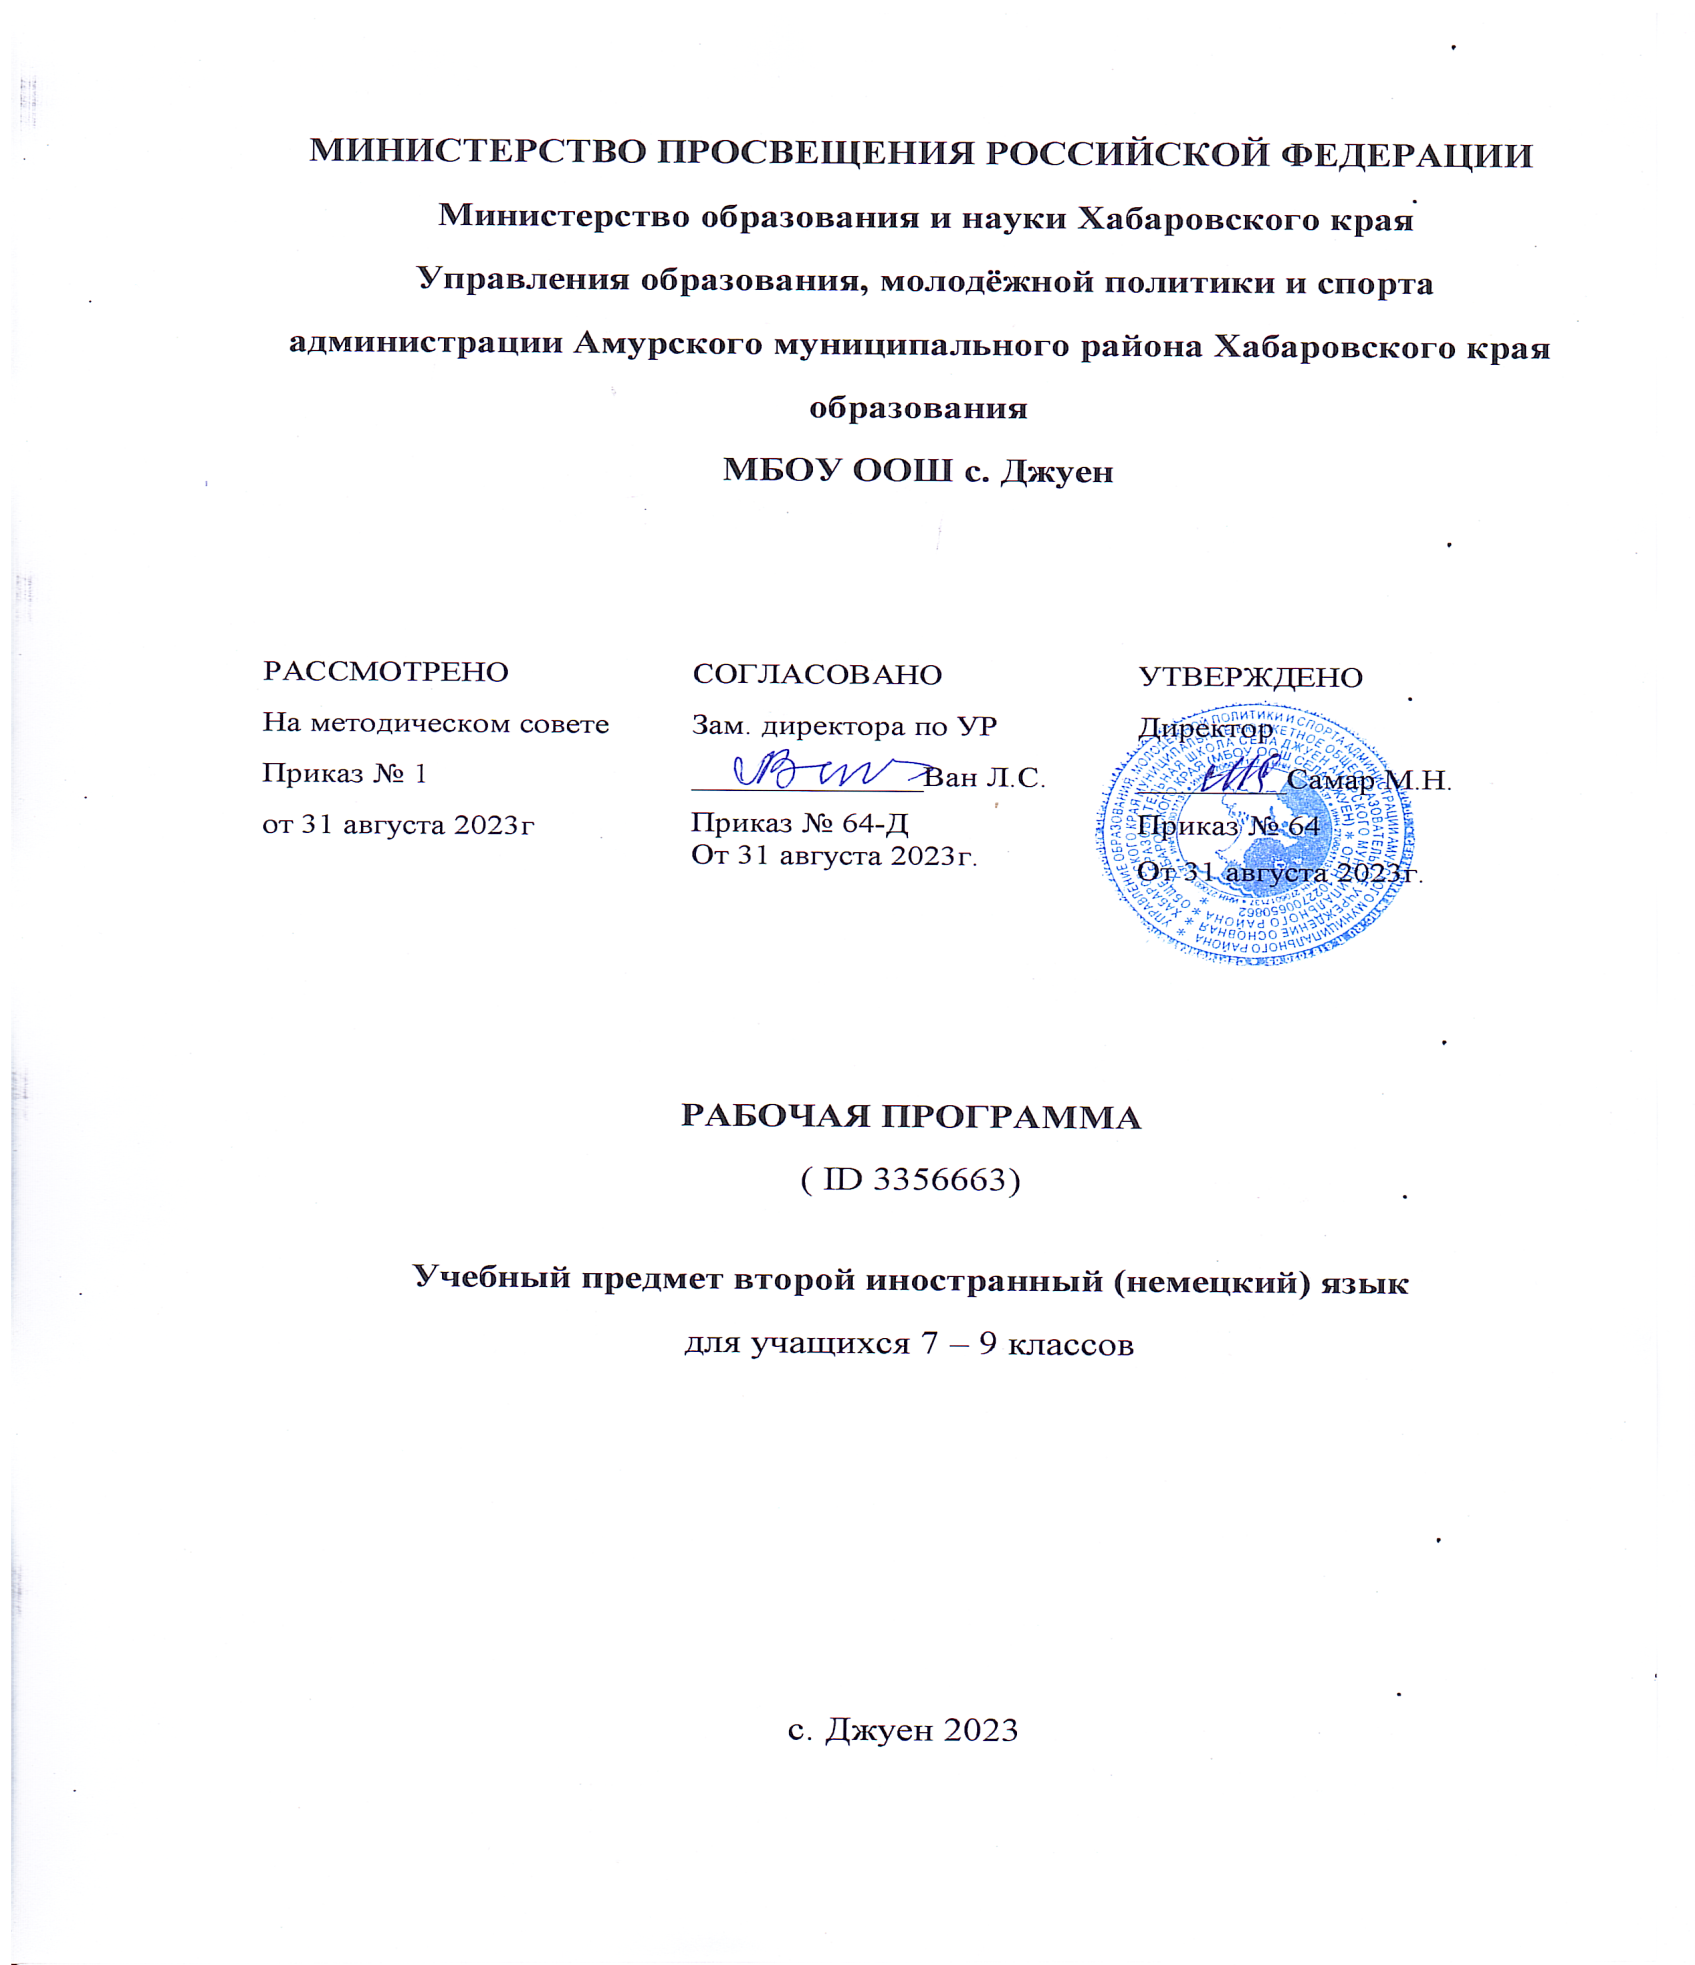 МИНИСТЕРСТВО ПРОСВЕЩЕНИЯ РОССИЙСКОЙ ФЕДЕРАЦИИ
Министерство образования и науки Хабаровского края
Управления образования, молодёжной политики и спорта
администрации Амурского муниципального района Хабаровского края
образования
МБОУ ООШ с. Джуен
РАССМОТРЕНО
На методическом совете
Приказ № 1
от 31 августа 2023г
СОГЛАСОВАНО
Зам. директора по УР
Ван Л.С.
Приказ № 64-Д
От 31 августа 2023г.
УТВЕРЖДЕНО
Директор
Самар М.Н.
Приказ № 64
От 31 августа 2023г.
РАБОЧАЯ ПРОГРАММА
( ID 3356663)
Учебный предмет второй иностранный (немецкий) язык
для учащихся 7 – 9 классов
с. Джуен 2023